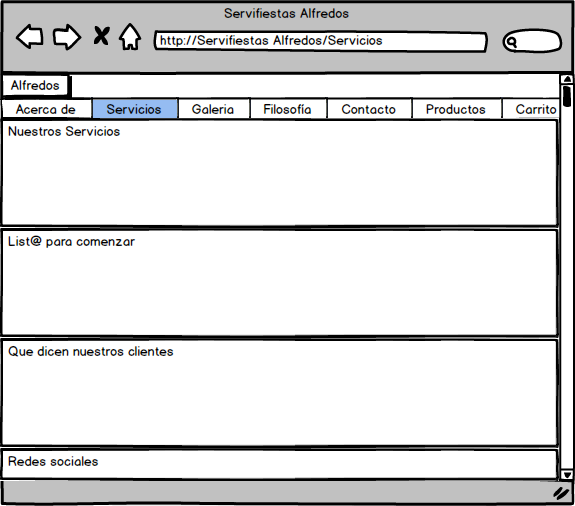 Servifiestas Alfredos
http://Servifiestas Alfredos/Servicios
Alfredos
Acerca de Servicios Galeria Filosofía Contacto Productos Carrito
Nuestros Servicios
List@ para comenzar
Que dicen nuestros clientes
Redes sociales